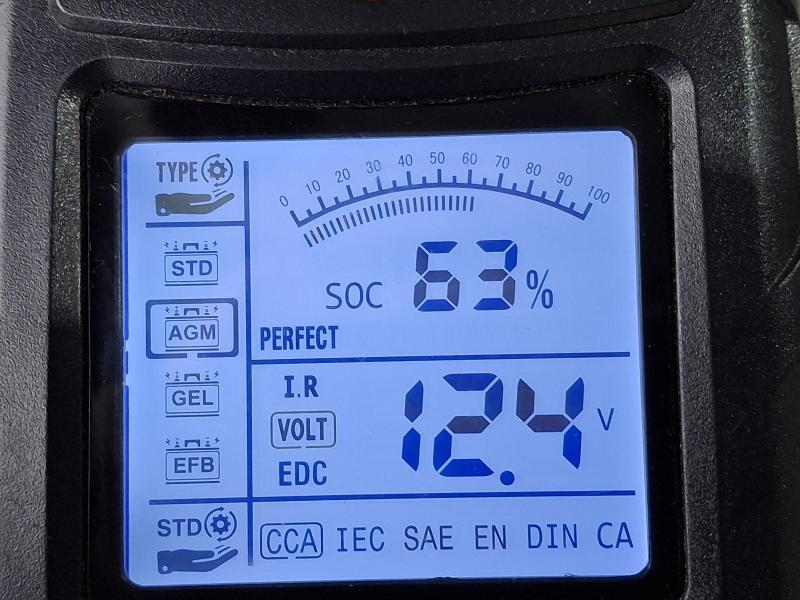 TYPE
0 10 20 30 40 50 60 70 80 90 100
STD
SOC 63%
AGM
PERFECT
GEL
I.R
VOLT
12.4 V
EFB
EDC
STD
CCA IEC SAE EN DIN CA